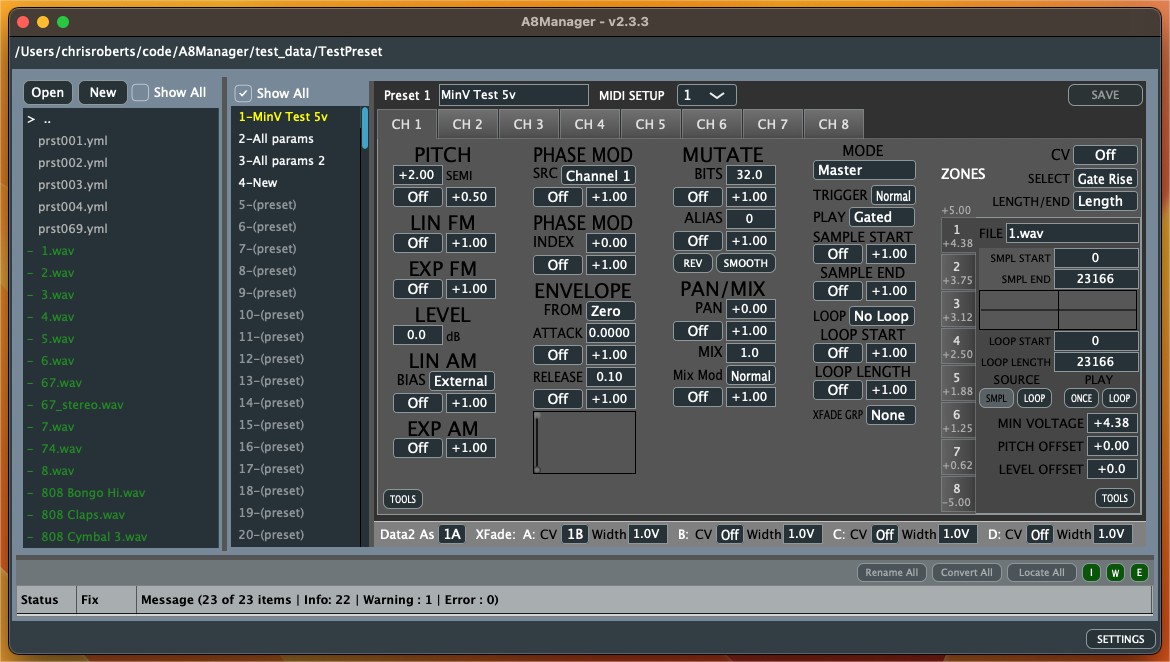 A8Manager - v2.3.3
/Users/chrisroberts/code/A8Manager/test_data/TestPreset
Open New Show All
> ..
prst001.yml
prst002.yml
prst003.yml
prst004.yml
prst069.yml
- 1.wav
- 2.wav
- 3.wav
- 4.wav
- 5.wav
- 6.wav
- 67.wav
- 67_stereo.wav
- 7.wav
- 74.wav
- 8.wav
- 808 Bongo Hi.wav
- 808 Claps.wav
- 808 Cymbal 3.wav
Show All
1-MinV Test 5v
2-All params
3-All params 2
4-New
5-(preset)
6-(preset)
7-(preset)
8-(preset)
9-(preset)
10-(preset)
11-(preset)
12-(preset)
13-(preset)
14-(preset)
15-(preset)
16-(preset)
17-(preset)
18-(preset)
19-(preset)
20-(preset)
Preset 1 MinV Test 5v MIDI SETUP 1 SAVE
CH 1 CH 2 CH 3 CH 4 CH 5 CH 6 CH 7 CH 8
PITCH
+2.00 SEMI
Off +0.50
LIN FM
Off +1.00
EXP FM
Off +1.00
LEVEL
0.0 dB
LIN AM
BIAS External
Off +1.00
EXP AM
Off +1.00
TOOLS
PHASE MOD
SRC Channel 1
Off +1.00
PHASE MOD
INDEX +0.00
Off +1.00
ENVELOPE
FROM Zero
ATTACK 0.0000
Off +1.00
RELEASE 0.10
Off +1.00
MUTATE
BITS 32.0
Off +1.00
ALIAS 0
Off +1.00
REV SMOOTH
PAN/MIX
PAN +0.00
Off +1.00
MIX 1.0
Mix Mod Normal
Off +1.00
MODE
Master
TRIGGER Normal
PLAY Gated
SAMPLE START
Off +1.00
SAMPLE END
Off +1.00
LOOP No Loop
LOOP START
Off +1.00
LOOP LENGTH
Off +1.00
XFADE GRP None
ZONES
+5.00
1
+4.38
2
+3.75
3
+3.12
4
+2.50
5
+1.88
6
+1.25
7
+0.62
8
-5.00
CV Off
SELECT Gate Rise
LENGTH/END Length
FILE 1.wav
SMPL START 0
SMPL END 23166
LOOP START 0
LOOP LENGTH 23166
SOURCE PLAY
SMPL LOOP ONCE LOOP
MIN VOLTAGE +4.38
PITCH OFFSET +0.00
LEVEL OFFSET +0.0
TOOLS
Data2 As 1A XFade: A: CV 1B Width 1.0V B: CV Off Width 1.0V C: CV Off Width 1.0V D: CV Off Width 1.0V
Rename All Convert All Locate All I W E
Status Fix Message (23 of 23 items | Info: 22 | Warning : 1 | Error : 0)
SETTINGS